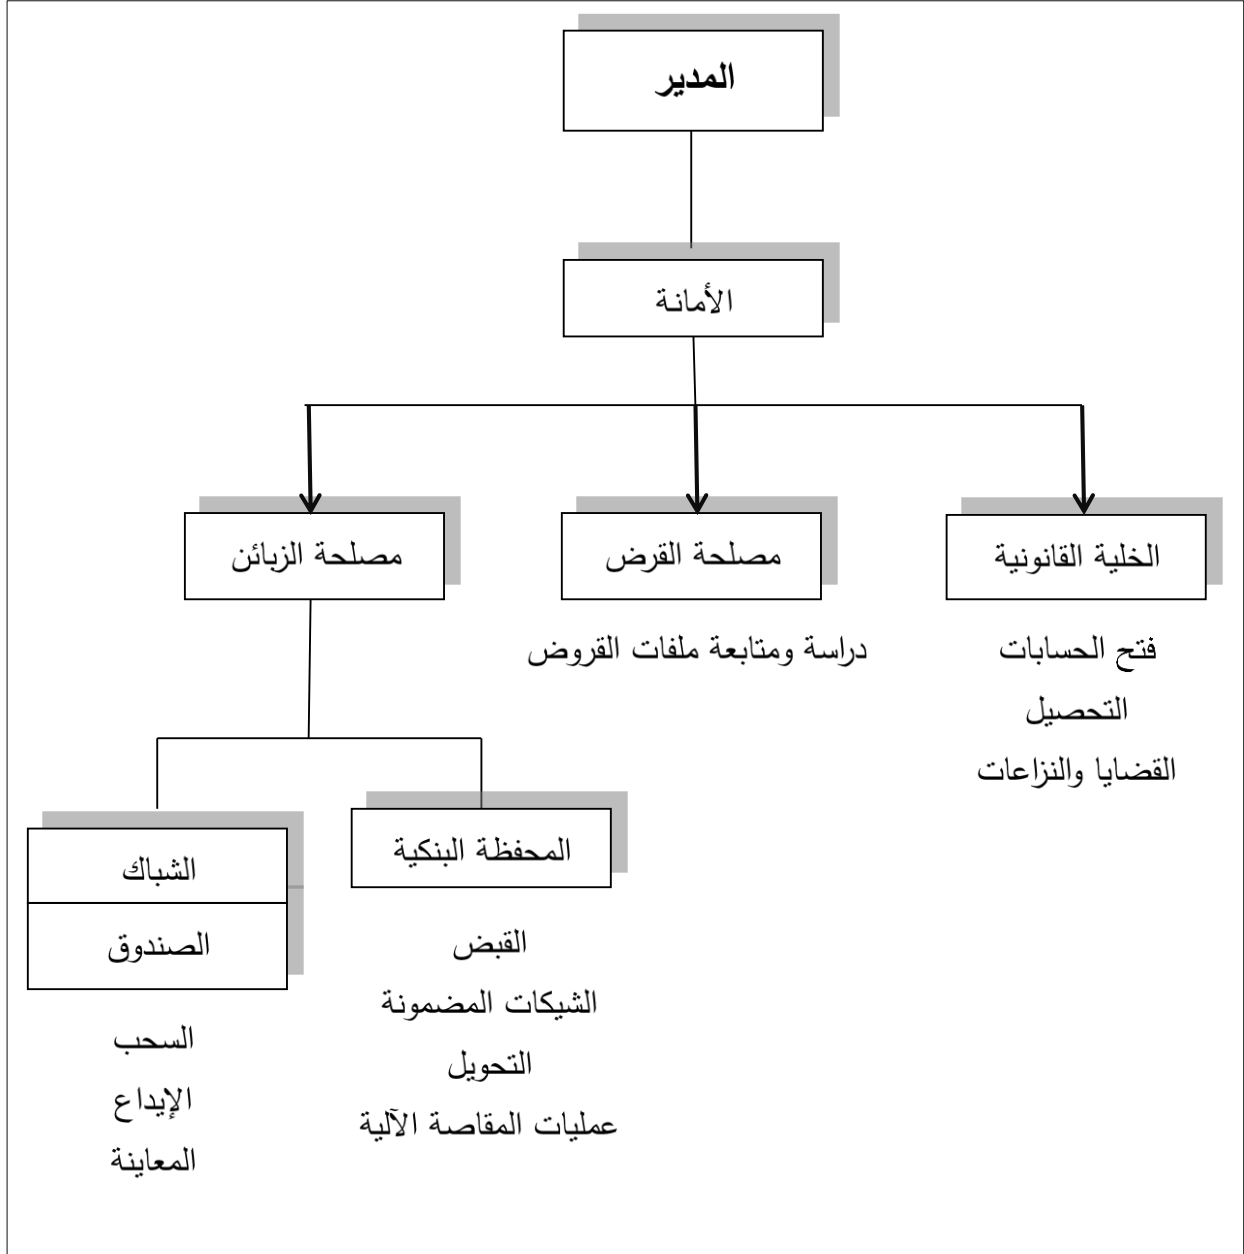 المدير
الأمانة
الخلية القانونية
مصلحة القرض
مصلحة الزبائن
فتح الحسابات
التحصيل
القضايا والنزاعات
دراسة ومتابعة ملفات القروض
المحفظة البنكية
القبض
الشيكات المضمونة
التحويل
عمليات المقاصة الآلية
الشباك
الصندوق
السحب
الإيداع
المعاينة